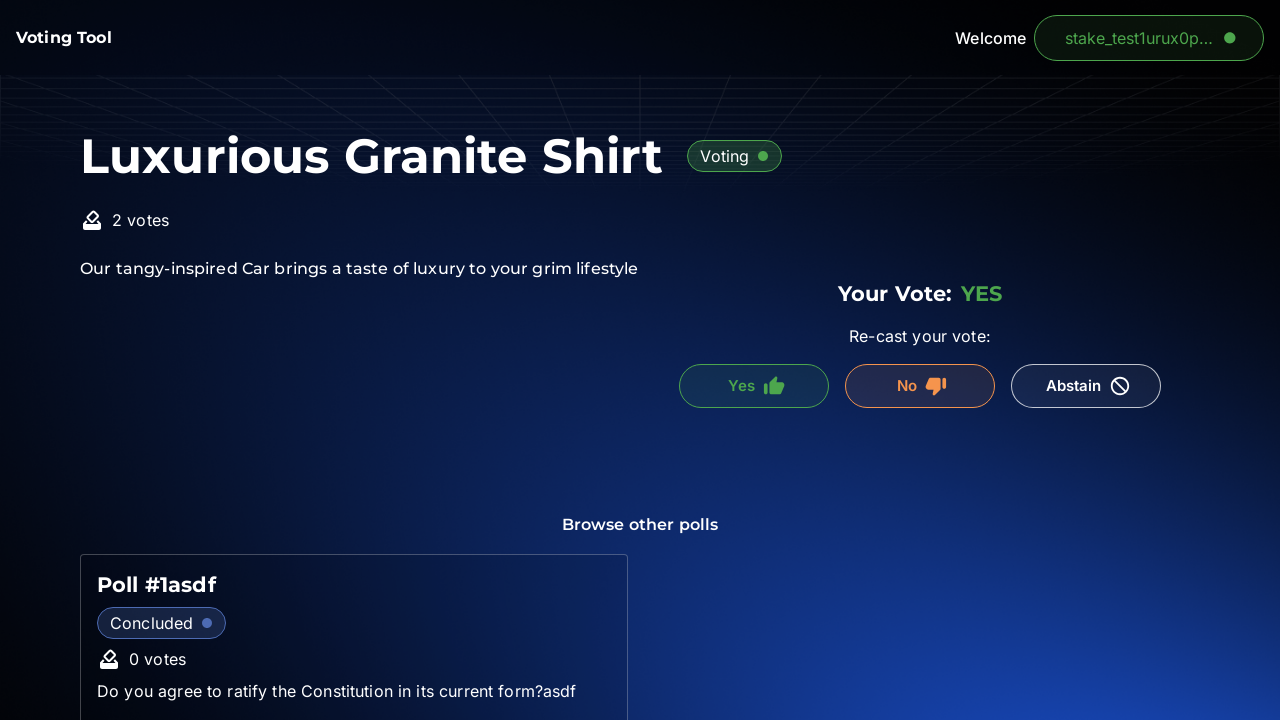 Voting Tool
Welcome
stake_test1urux0p...
Luxurious Granite Shirt
Voting
2 votes
Our tangy-inspired Car brings a taste of luxury to your grim lifestyle
Your Vote: YES
Re-cast your vote:
Yes
No
Abstain
Browse other polls
Poll #1asdf
Concluded
0 votes
Do you agree to ratify the Constitution in its current form?asdf